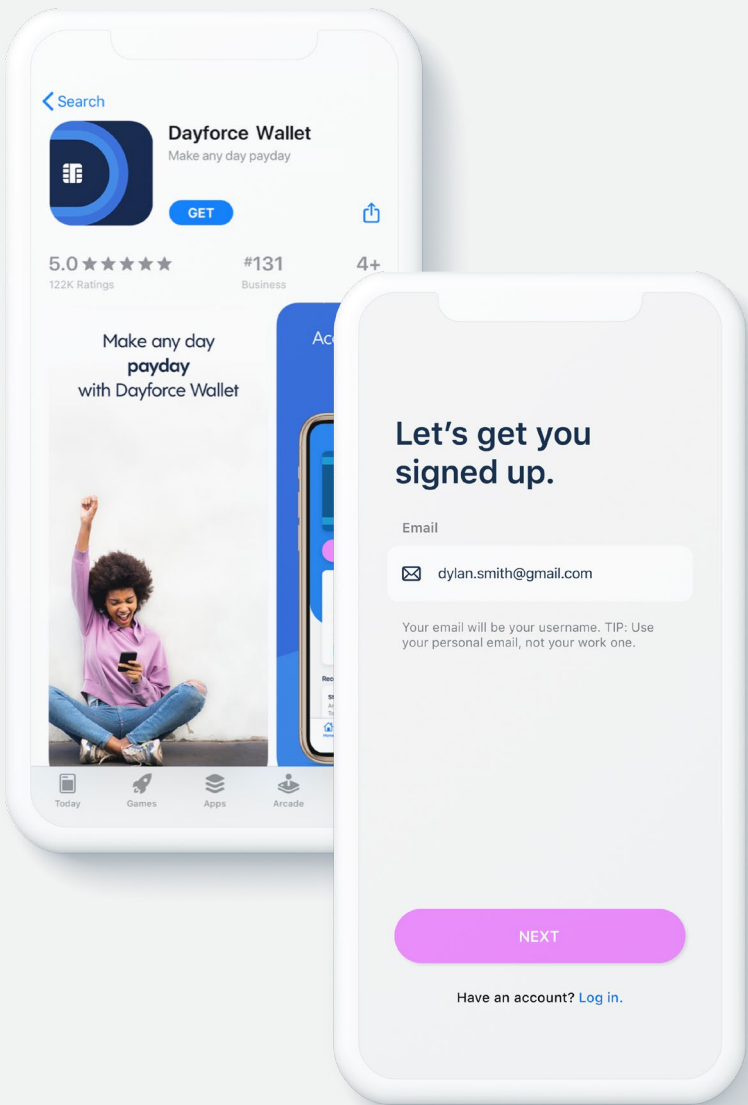 Search
Dayforce Wallet
Make any day payday
GET
5.0
#131
4+
122K Ratings
Business
Make any day
payday
with Dayforce Wallet
Today
Games
Apps
Arcade
Let's get you
signed up.
Email
dylan.smith@gmail.com
Your email will be your username. TIP: Use
your personal email, not your work one.
NEXT
Have an account? Log in.